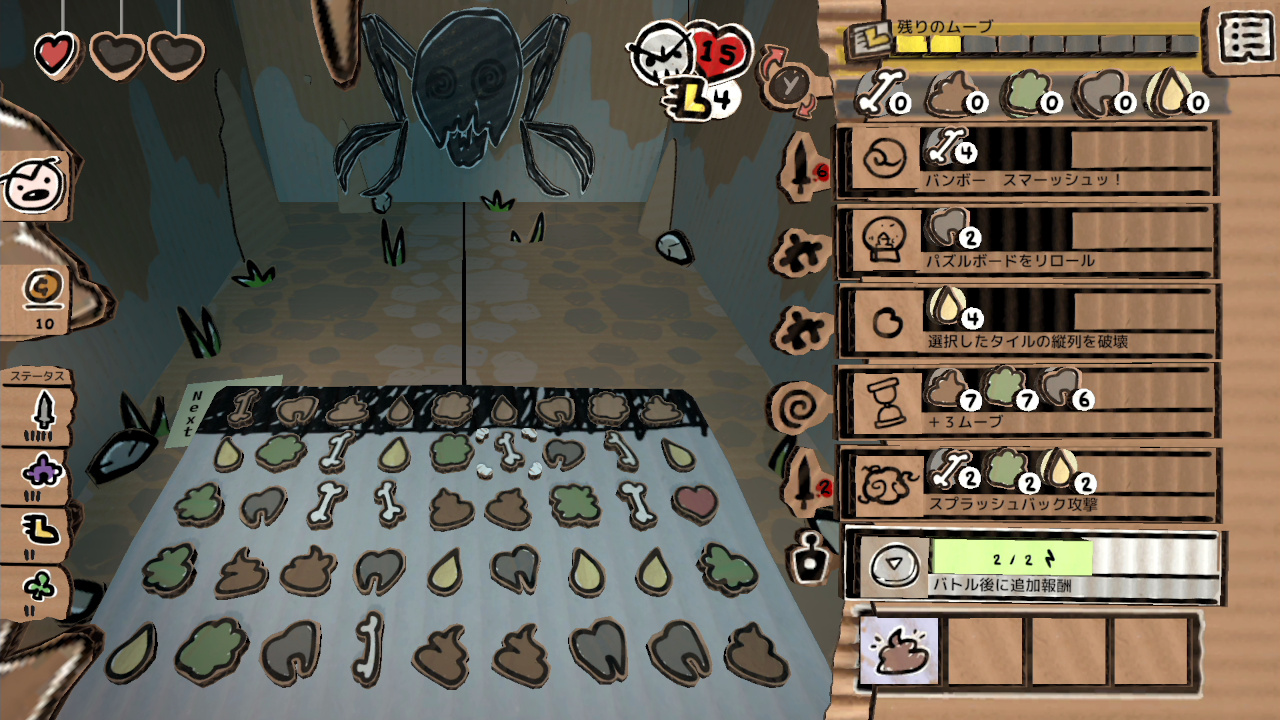 15
4
残りのムーブ
Y
0
0
0
0
0
6
4
バンボー スマーッシュッ！
2
パズルボードをリロール
4
選択したタイルの縦列を破壊
7
7
6
＋３ムーブ
2
2
2
2
スプラッシュバック攻撃
2/2
バトル後に追加報酬
10
ステータス
Next